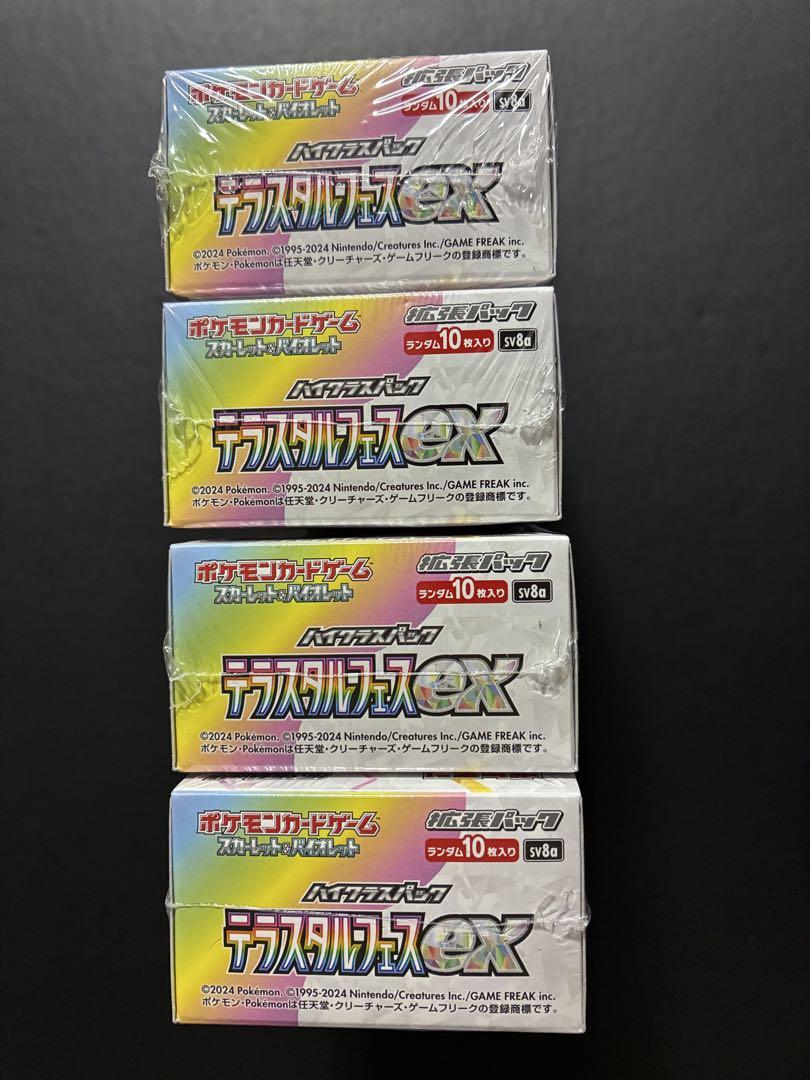 ポケモンカードゲーム 拡張パック
スカーレット&バイオレット ランダム10枚入り sv8a
ハイクラスパック
テラスタルフェスex
©2024 Pokémon. ©1995-2024 Nintendo/Creatures Inc./GAME FREAK inc.
ポケモン・Pokémonは任天堂・クリーチャーズ・ゲームフリークの登録商標です。
ポケモンカードゲーム 拡張パック
スカーレット&バイオレット ランダム10枚入り sv8a
ハイクラスパック
テラスタルフェスex
©2024 Pokémon. ©1995-2024 Nintendo/Creatures Inc./GAME FREAK inc.
ポケモン・Pokémonは任天堂・クリーチャーズ・ゲームフリークの登録商標です。
ポケモンカードゲーム 拡張パック
スカーレット&バイオレット ランダム10枚入り sv8a
ハイクラスパック
テラスタルフェスex
©2024 Pokémon. ©1995-2024 Nintendo/Creatures Inc./GAME FREAK inc.
ポケモン・Pokémonは任天堂・クリーチャーズ・ゲームフリークの登録商標です。
ポケモンカードゲーム 拡張パック
スカーレット&バイオレット ランダム10枚入り sv8a
ハイクラスパック
テラスタルフェスex
©2024 Pokémon. ©1995-2024 Nintendo/Creatures Inc./GAME FREAK inc.
ポケモン・Pokémonは任天堂・クリーチャーズ・ゲームフリークの登録商標です。